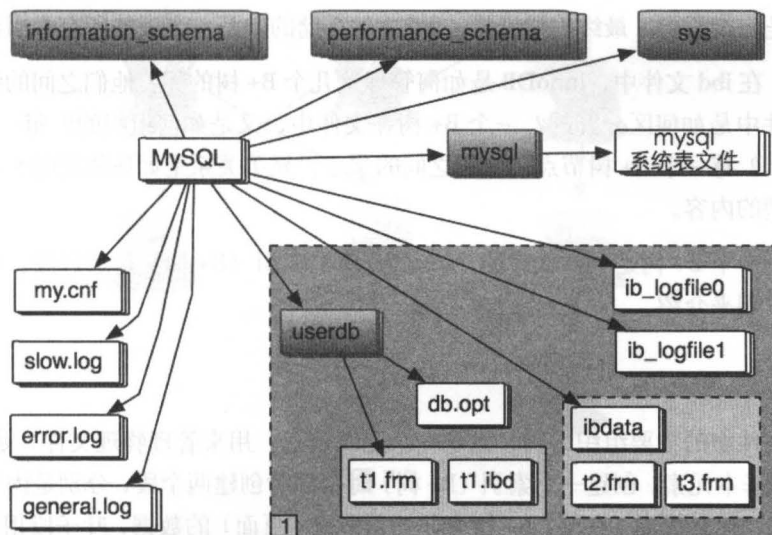 information_schema
performance_schema
sys
MySQL
mysql
mysql
系统表文件
my.cnf
slow.log
error.log
general.log
userdb
db.opt
t1.frm
t1.ibd
ib_logfile0
ib_logfile1
ibdata
t2.frm
t3.frm
1